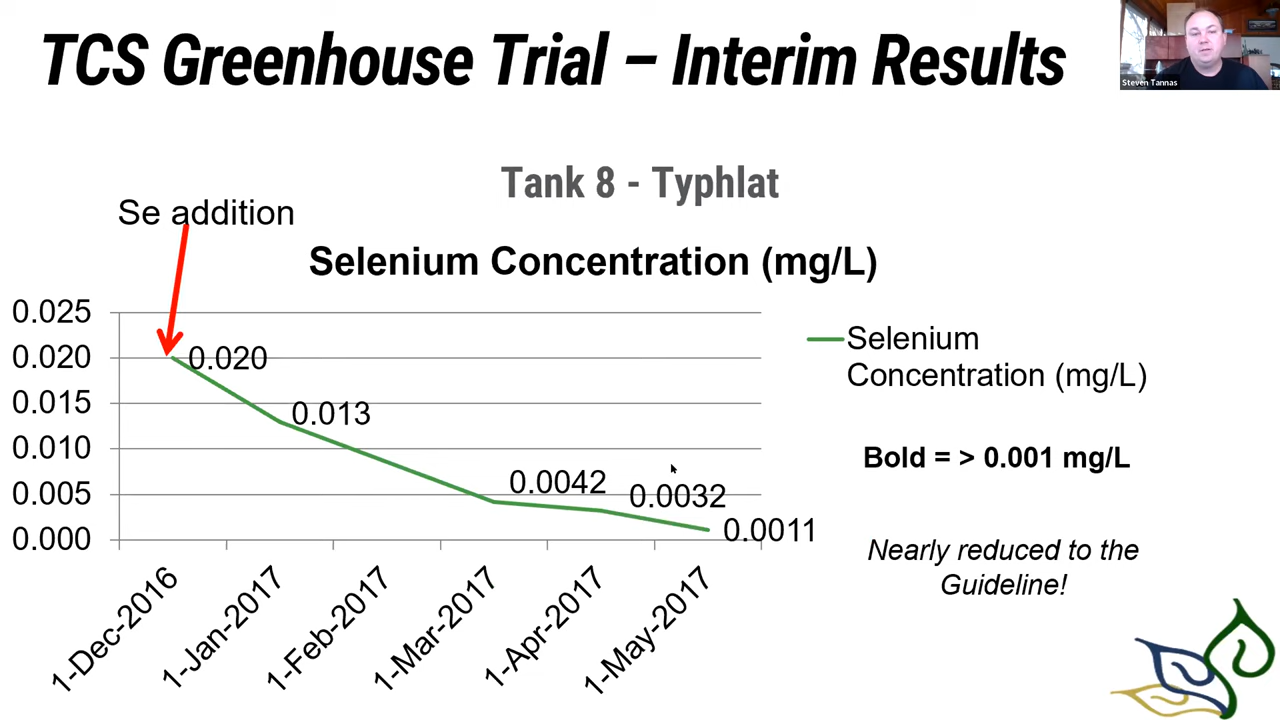 TCS Greenhouse Trial – Interim Results
Steven Tannas
Tank 8 - Typhlat
Se addition
Selenium Concentration (mg/L)
0.025
0.020
0.015
0.010
0.005
0.000
0.020
0.013
0.0042
0.0032
0.0011
1-Dec-2016
1-Jan-2017
1-Feb-2017
1-Mar-2017
1-Apr-2017
1-May-2017
Selenium
Concentration (mg/L)
Bold = > 0.001 mg/L
Nearly reduced to the
Guideline!